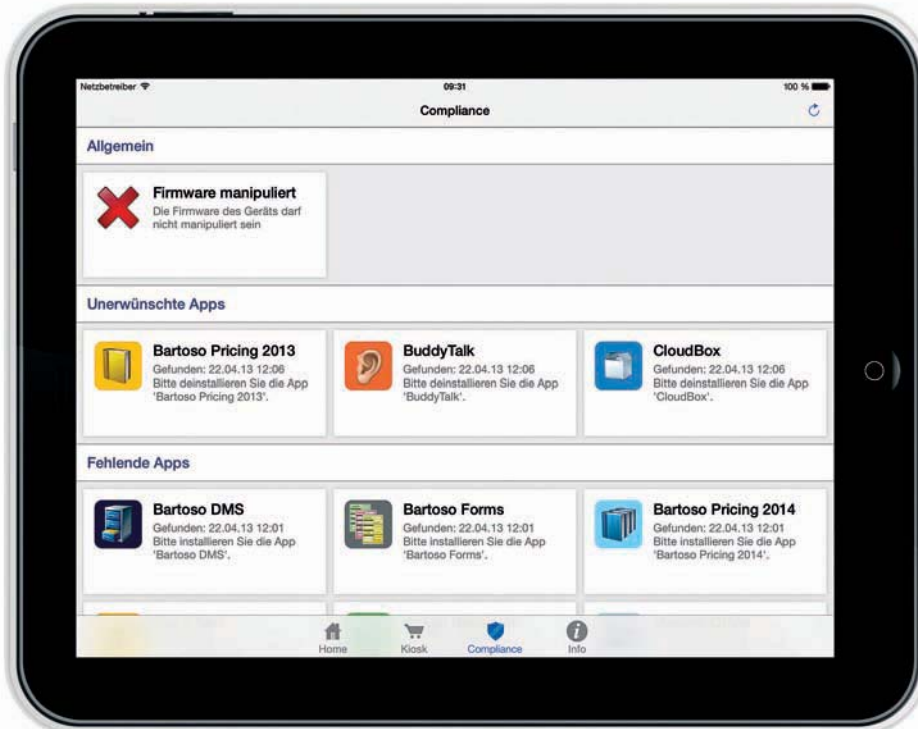 Netzbetreiber 09:31 100 %
Compliance
Allgemein
Firmware manipuliert
Die Firmware des Geräts darf
nicht manipuliert sein
Unerwünschte Apps
Bartoso Pricing 2013
Gefunden: 22.04.13 12:06
Bitte deinstallieren Sie die App
'Bartoso Pricing 2013'.
BuddyTalk
Gefunden: 22.04.13 12:06
Bitte deinstallieren Sie die App
'BuddyTalk'.
CloudBox
Gefunden: 22.04.13 12:06
Bitte deinstallieren Sie die App
'CloudBox'.
Fehlende Apps
Bartoso DMS
Gefunden: 22.04.13 12:01
Bitte installieren Sie die App
'Bartoso DMS'.
Bartoso Forms
Gefunden: 22.04.13 12:01
Bitte installieren Sie die App
'Bartoso Forms'.
Bartoso Pricing 2014
Gefunden: 22.04.13 12:01
Bitte installieren Sie die App
'Bartoso Pricing 2014'.
Home Kiosk Compliance Info